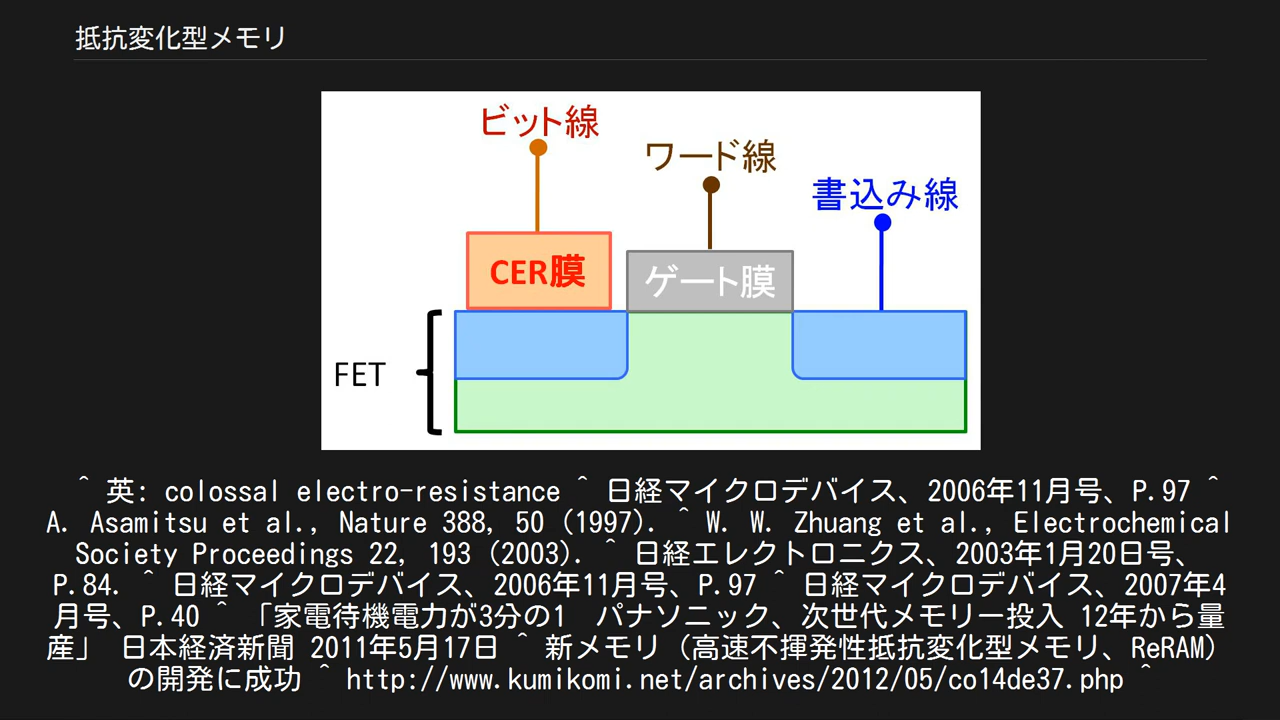 抵抗変化型メモリ
ビット線
ワード線
書込み線
CER膜
ゲート膜
FET
^ 英: colossal electro-resistance ^ 日経マイクロデバイス、2006年11月号、P.97 ^
A. Asamitsu et al., Nature 388, 50 (1997). ^ W. W. Zhuang et al., Electrochemical
Society Proceedings 22, 193 (2003). ^ 日経エレクトロニクス、2003年1月20日号、
P.84. ^ 日経マイクロデバイス、2006年11月号、P.97 ^ 日経マイクロデバイス、2007年4
月号、P.40 ^ 「家電待機電力が3分の1　パナソニック、次世代メモリー投入 12年から量
産」 日本経済新聞 2011年5月17日 ^ 新メモリ（高速不揮発性抵抗変化型メモリ、ReRAM）
の開発に成功 ^ http://www.kumikomi.net/archives/2012/05/co14de37.php ^